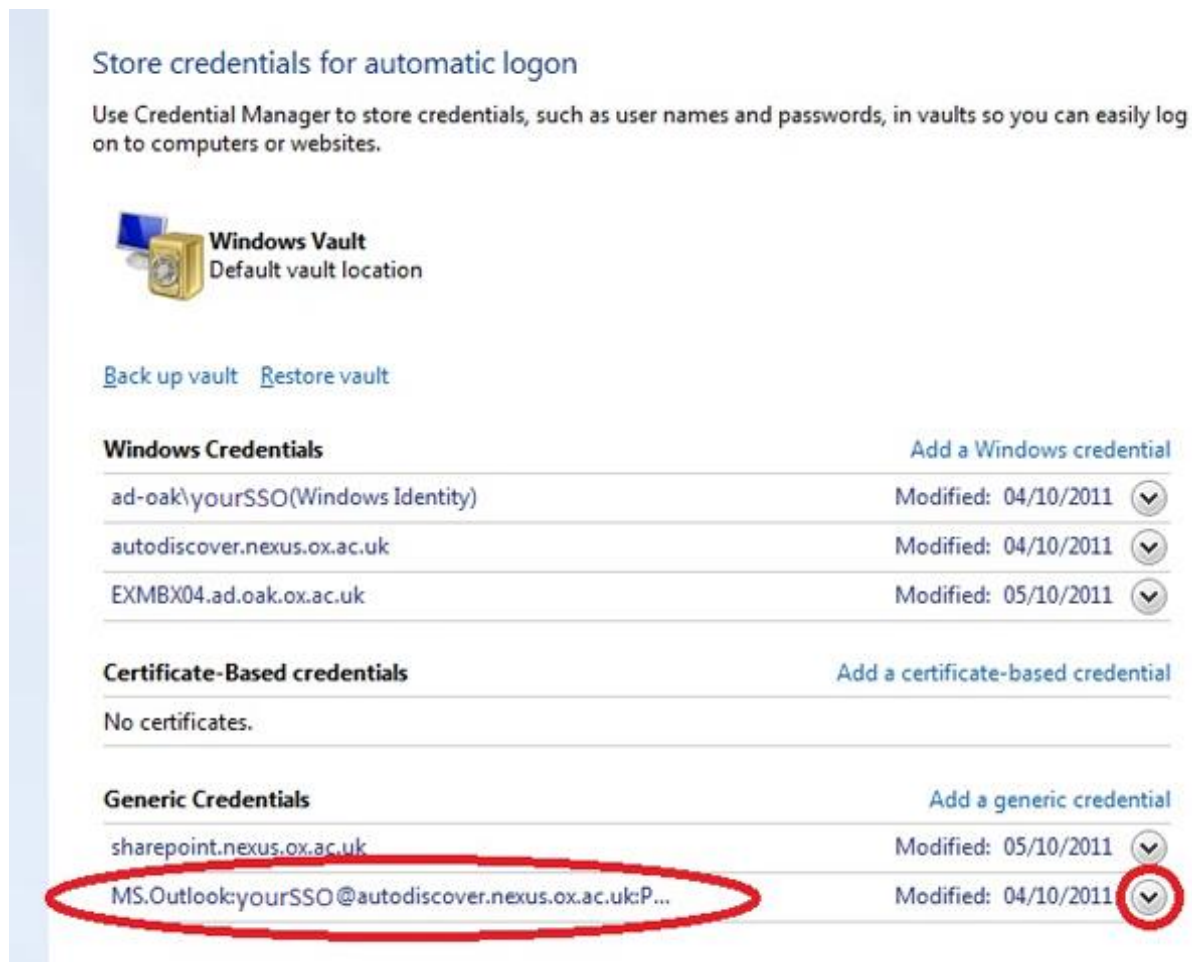 Store credentials for automatic logon
Use Credential Manager to store credentials, such as user names and passwords, in vaults so you can easily log
on to computers or websites.
Windows Vault
Default vault location
Back up vault Restore vault
Windows Credentials Add a Windows credential
ad-oak\yourSSO(Windows Identity) Modified: 04/10/2011
autodiscover.nexus.ox.ac.uk Modified: 04/10/2011
EXMBX04.ad.oak.ox.ac.uk Modified: 05/10/2011
Certificate-Based credentials Add a certificate-based credential
No certificates.
Generic Credentials Add a generic credential
sharepoint.nexus.ox.ac.uk Modified: 05/10/2011
MS.Outlook:yourSSO@autodiscover.nexus.ox.ac.uk:P... Modified: 04/10/2011